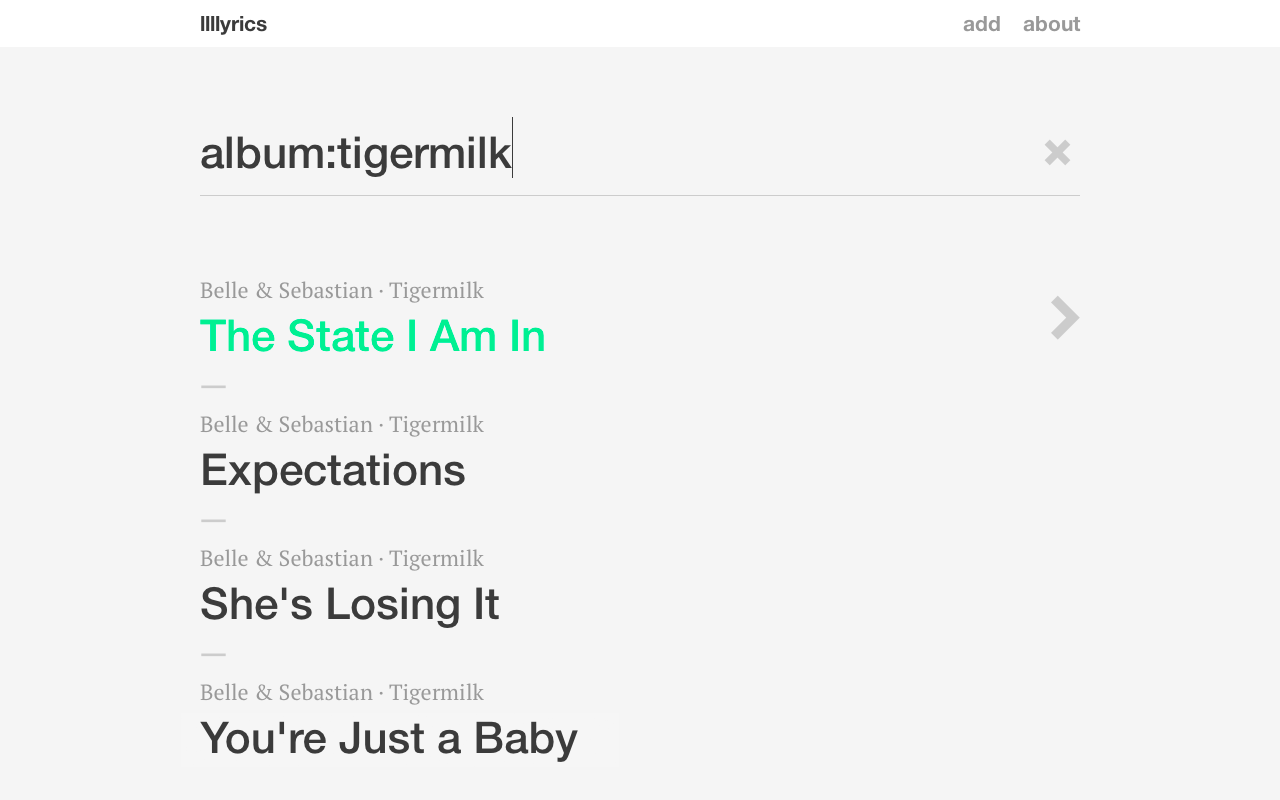 llllyrics
add about
album:tigermilk
Belle & Sebastian · Tigermilk
The State I Am In
—
Belle & Sebastian · Tigermilk
Expectations
—
Belle & Sebastian · Tigermilk
She's Losing It
—
Belle & Sebastian · Tigermilk
You're Just a Baby